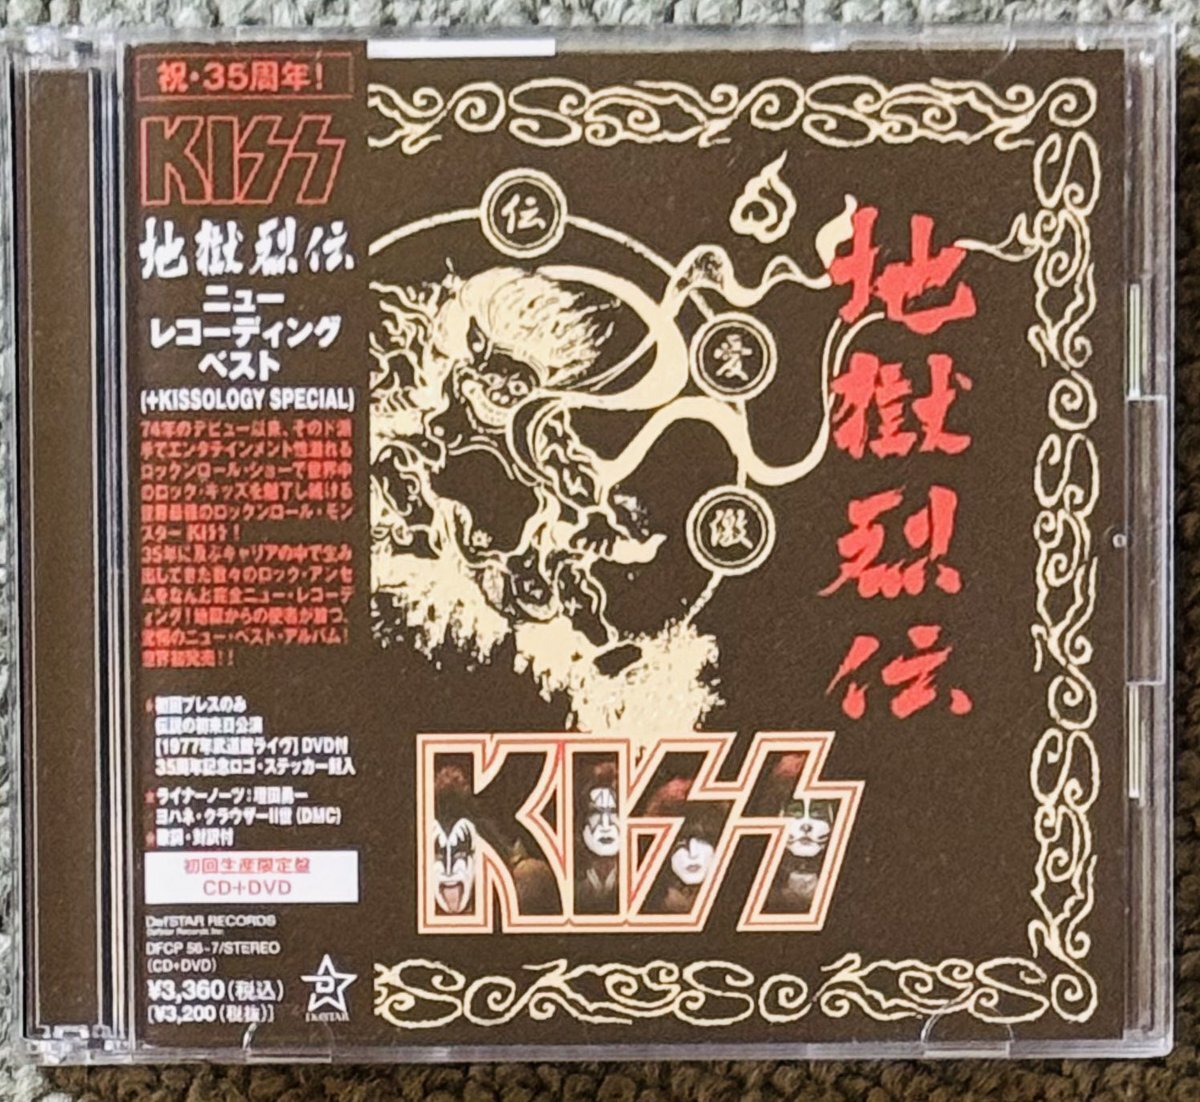 祝・35周年!
KISS
地獄烈伝
ニュー
レコーディング
ベスト
(+KISSOLOGY SPECIAL)
74年のデビュー以来、そのド派
手でエンタテインメント性溢れる
ロックンロール・ショーで世界中
のロック・キッズを魅了し続ける
世界最強のロックンロール・モン
スター KISS!
35年に及ぶキャリアの中で生み
出してきた数々のロック・アンセ
ムをなんと完全ニュー・レコーデ
ィング!地獄からの使者が放つ、
驚愕のニュー・ベスト・アルバム!
世界初発売!!
初回プレスのみ
伝説の初来日公演
[1977年武道館ライヴ] DVD付
35周年記念ロゴ・ステッカー封入
★ライナーノーツ:増田勇一
ヨハネ・クラウザーII世 (DMC)
★歌詞・対訳付
初回生産限定盤
CD+DVD
DefSTAR RECORDS
Defstar Records Inc.
DFCP 56-7/STEREO
(CD+DVD)
¥3,360(税込)
[¥3,200(税抜)]
DefSTAR
伝
愛
激
地獄烈伝
KISS